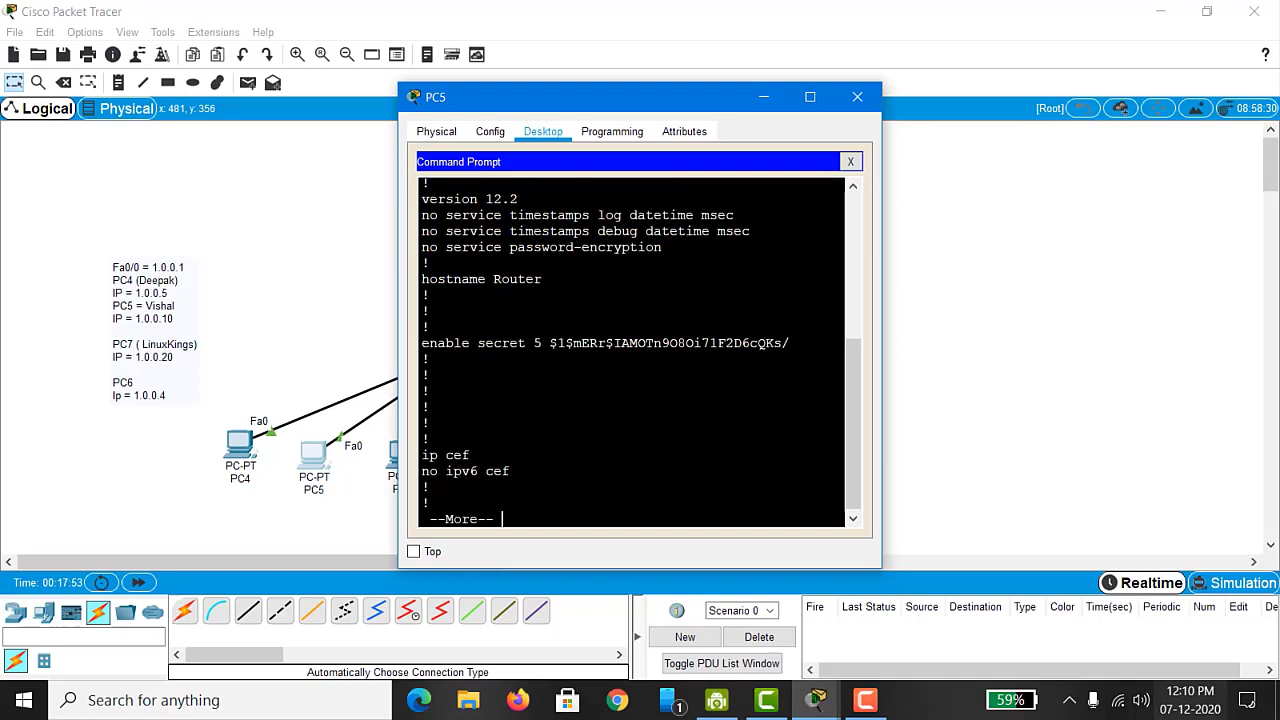 Cisco Packet Tracer
File Edit Options View Tools Extensions Help
?
Logical Physical x: 481, y: 356
[Root] 08:58:30
Fa0/0 = 1.0.0.1
PC4 (Deepak)
IP = 1.0.0.5
PC5 = Vishal
IP = 1.0.0.10
PC7 ( LinuxKings)
IP = 1.0.0.20
PC6
Ip = 1.0.0.4
Fa0
PC-PT
PC4
Fa0
PC-PT
PC5
PC5
Physical Config Desktop Programming Attributes
Command Prompt X
!
version 12.2
no service timestamps log datetime msec
no service timestamps debug datetime msec
no service password-encryption
!
hostname Router
!
!
!
enable secret 5 $1$mERr$IAMOTn9O8Oi71F2D6cQKs/
!
!
!
!
!
!
ip cef
no ipv6 cef
!
!
--More--
Top
Time: 00:17:53
Realtime Simulation
Automatically Choose Connection Type
Scenario 0
New Delete
Toggle PDU List Window
Fire Last Status Source Destination Type Color Time(sec) Periodic Num Edit De
Search for anything
1
59%
12:10 PM
07-12-2020